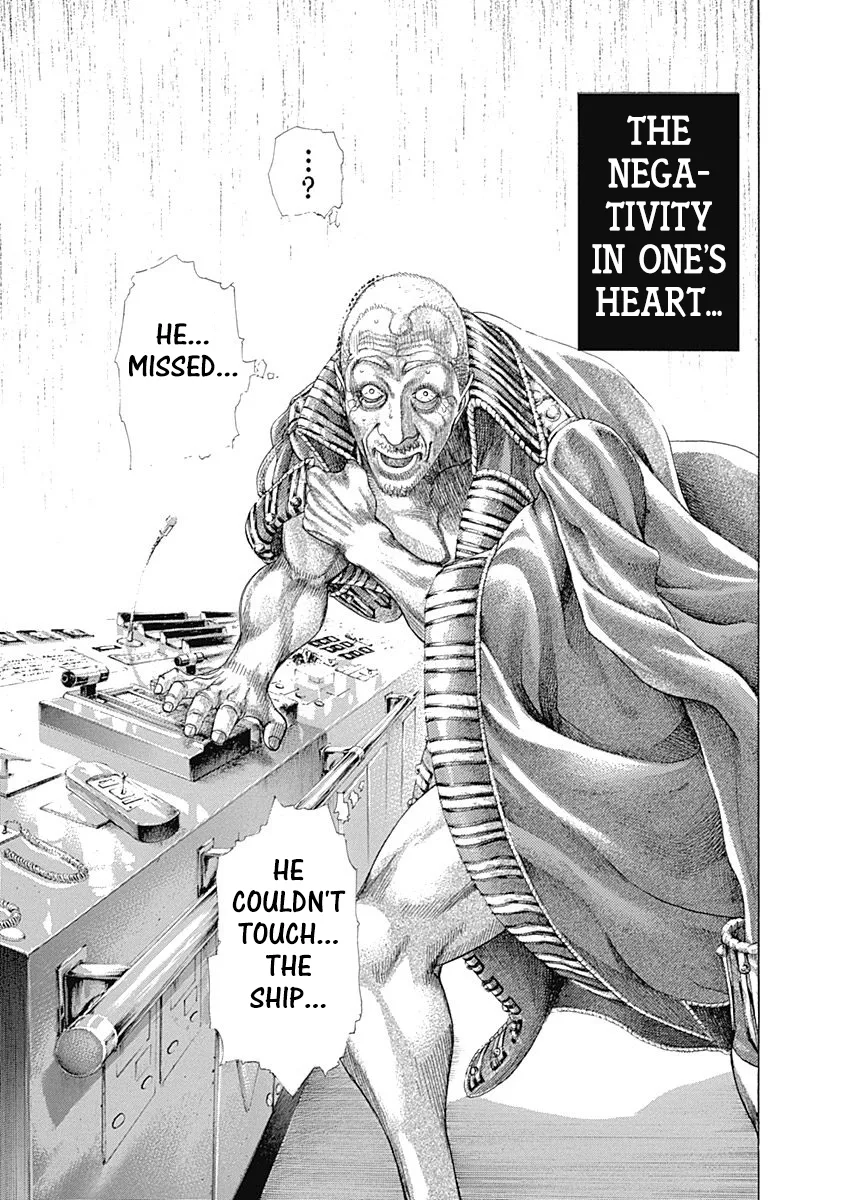 THE
NEGA-
TIVITY
IN ONE'S
HEART...
...?
HE...
MISSED...
HE
COULDN'T
TOUCH...
THE
SHIP...